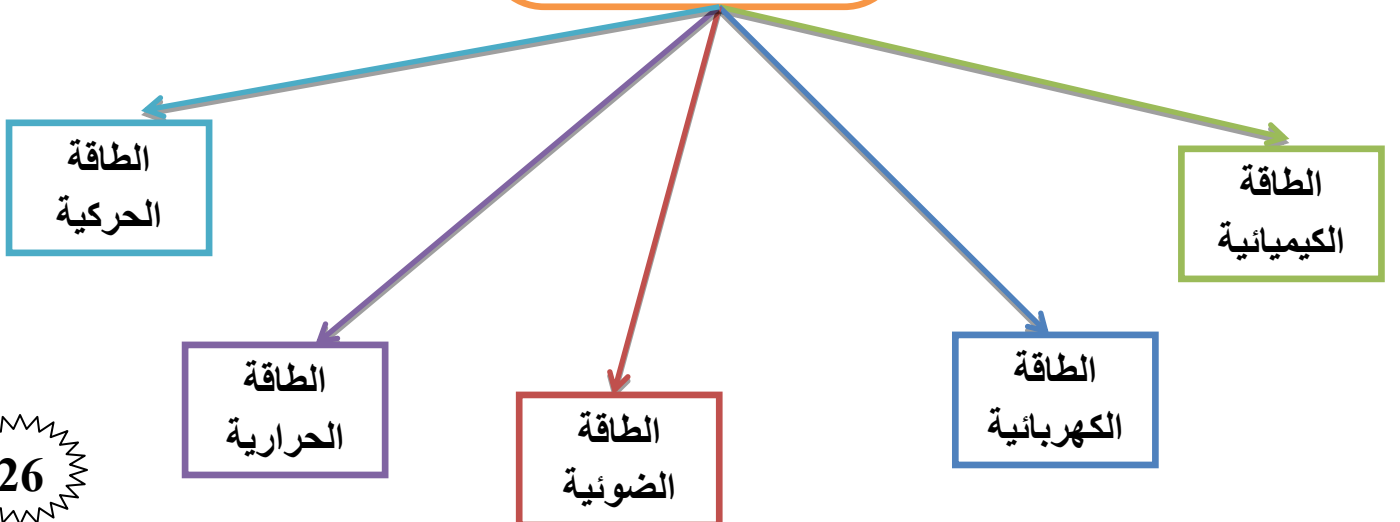 الطاقة
الكيميائية
الطاقة
الحركية
الطاقة
الكهربائية
الطاقة
الحرارية
الطاقة
الضوئية
26